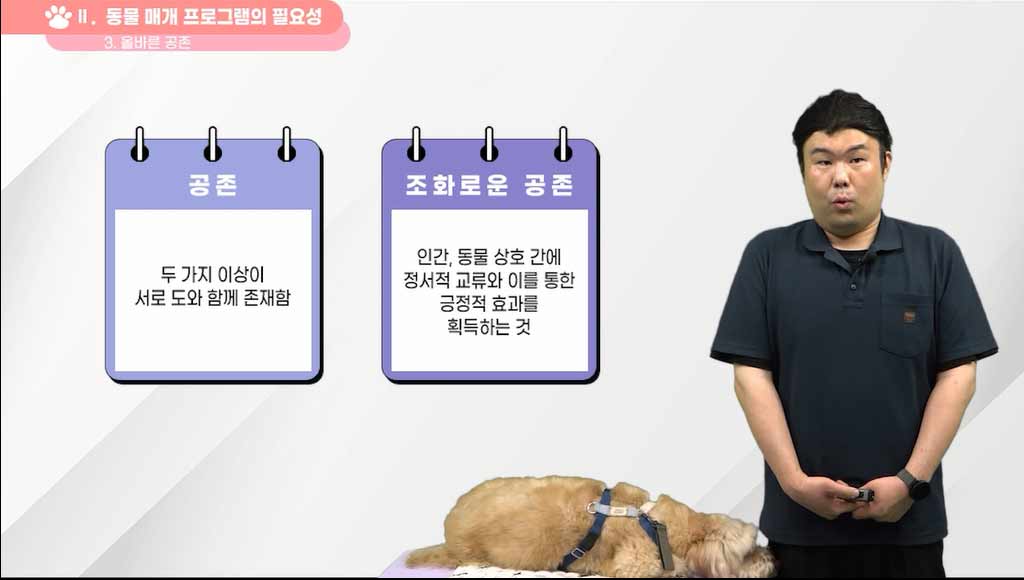 II. 동물 매개 프로그램의 필요성
3. 올바른 공존
공존
두 가지 이상이
서로 도와 함께 존재함
조화로운 공존
인간, 동물 상호 간에
정서적 교류와 이를 통한
긍정적 효과를
획득하는 것